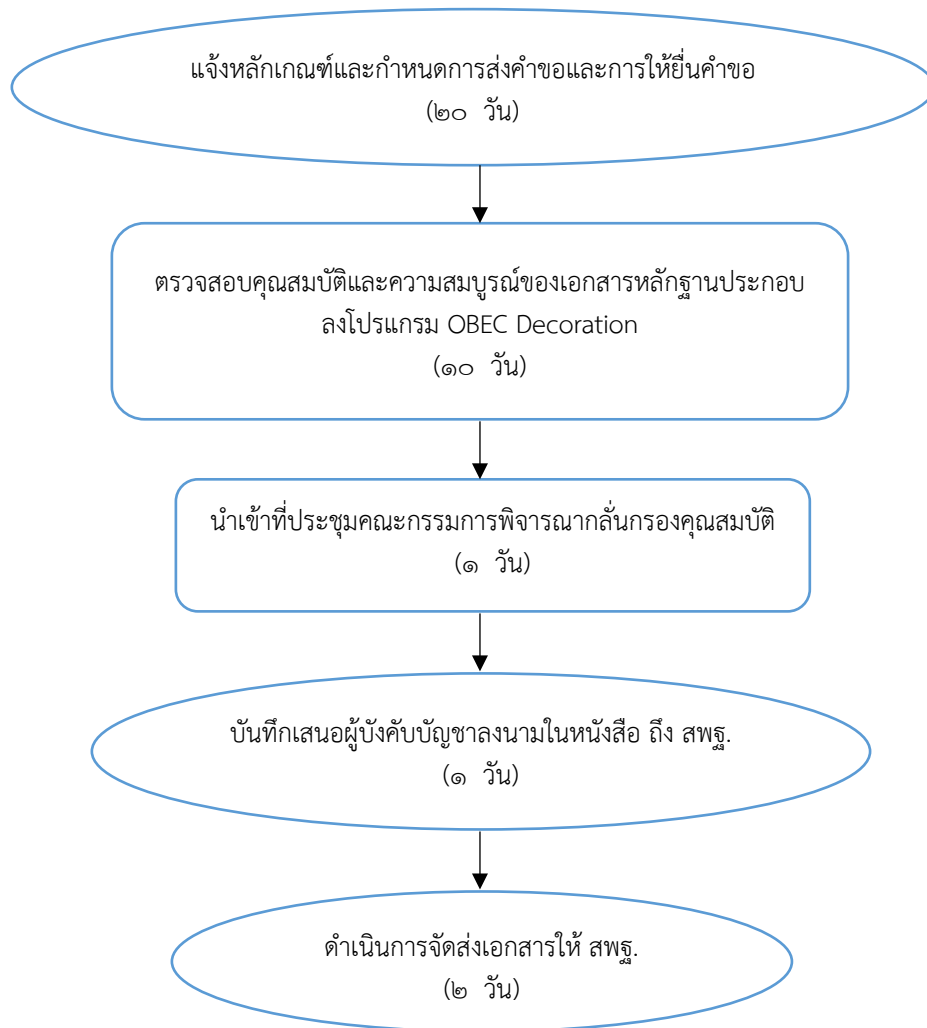 แจ้งหลักเกณฑ์และกำหนดการส่งคำขอและการให้ยื่นคำขอ
(๒๐ วัน)
ตรวจสอบคุณสมบัติและความสมบูรณ์ของเอกสารหลักฐานประกอบ
ลงโปรแกรม OBEC Decoration
(๑๐ วัน)
นำเข้าที่ประชุมคณะกรรมการพิจารณากลั่นกรองคุณสมบัติ
(๑ วัน)
บันทึกเสนอผู้บังคับบัญชาลงนามในหนังสือ ถึง สพฐ.
(๑ วัน)
ดำเนินการจัดส่งเอกสารให้ สพฐ.
(๒ วัน)